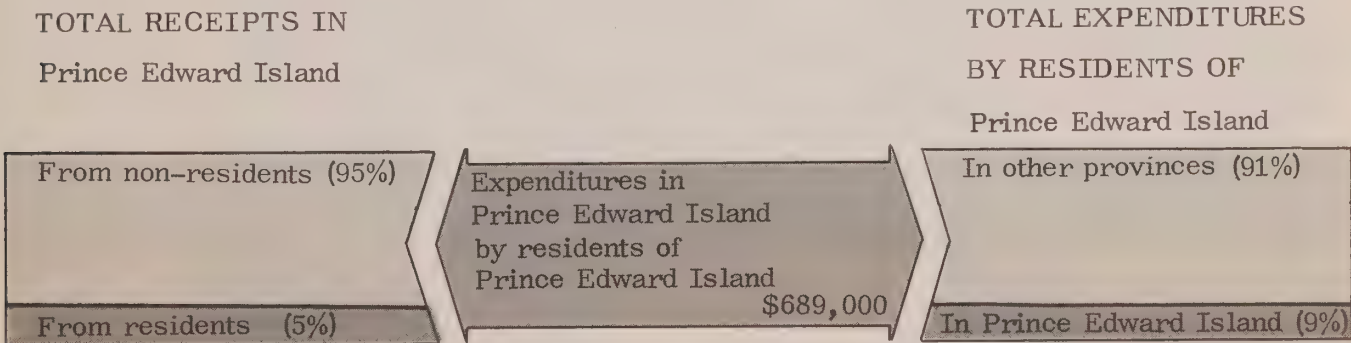 TOTAL RECEIPTS IN
Prince Edward Island
From non-residents (95%)
From residents (5%)
Expenditures in
Prince Edward Island
by residents of
Prince Edward Island
$689,000
TOTAL EXPENDITURES
BY RESIDENTS OF
Prince Edward Island
In other provinces (91%)
In Prince Edward Island (9%)